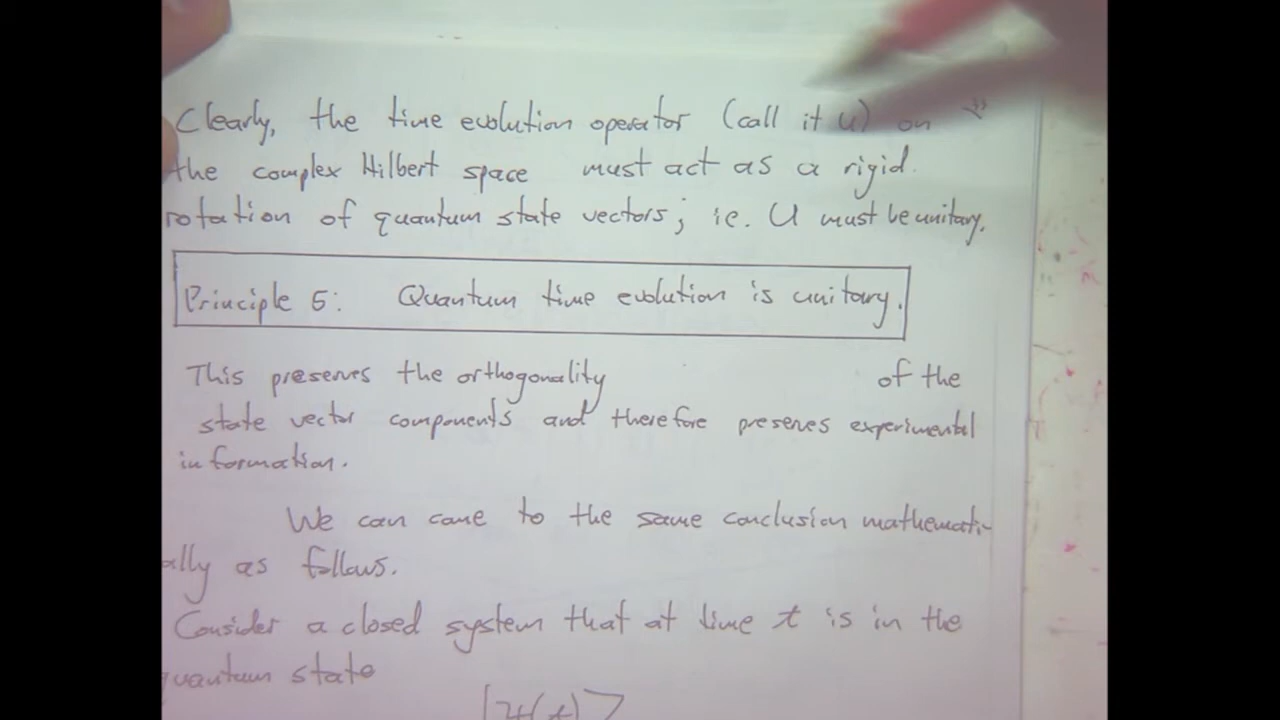 Clearly, the time evolution operator (call it U) on
the complex Hilbert space must act as a rigid
rotation of quantum state vectors; ie. U must be unitary.
Principle 5: Quantum time evolution is unitary.
This preserves the orthogonality of the
state vector components and therefore preserves experimental
information.
We can come to the same conclusion mathemati-
ally as follows.
Consider a closed system that at time t is in the
quantum state
|ψ(t)>